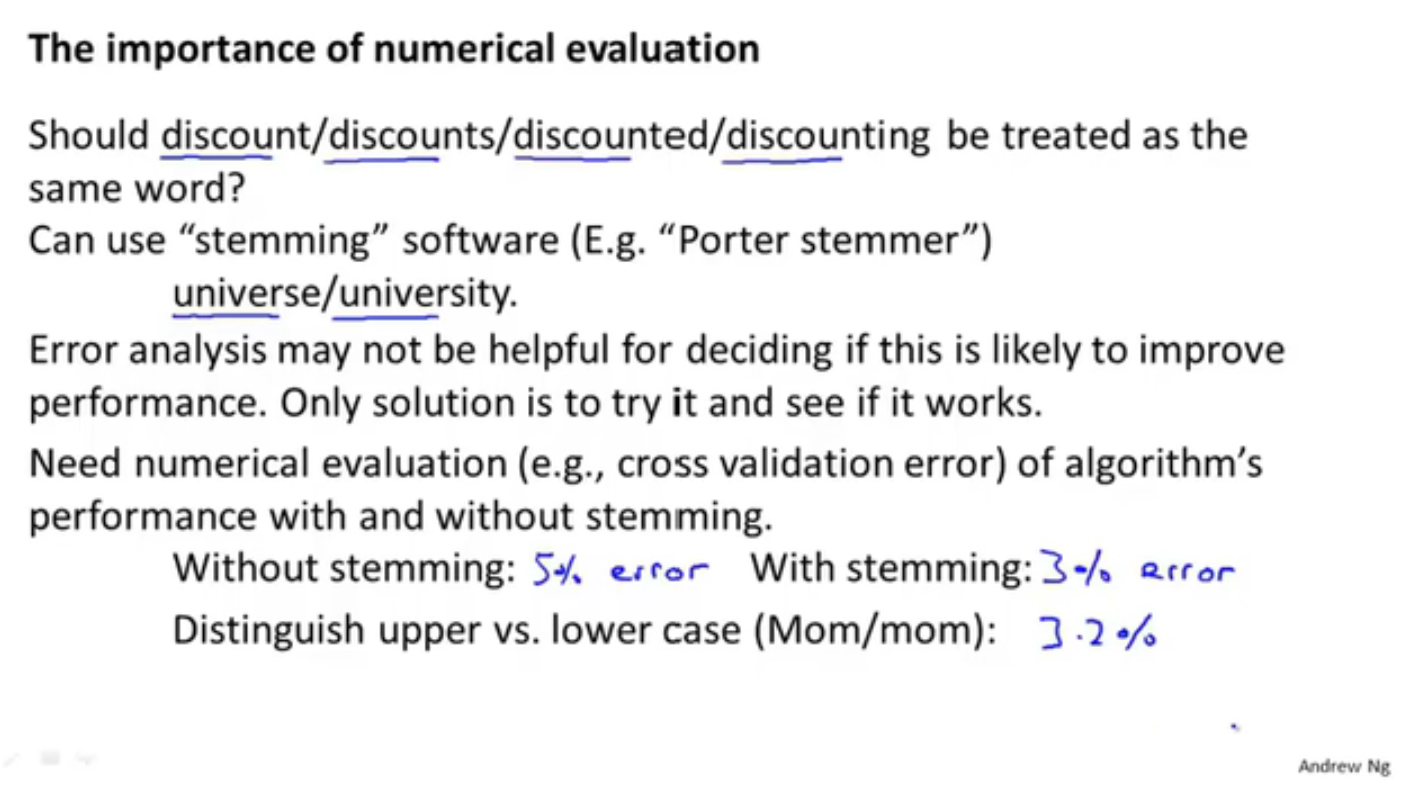 The importance of numerical evaluation
Should discount/discounts/discounted/discounting be treated as the
same word?
Can use “stemming” software (E.g. “Porter stemmer”)
universe/university.
Error analysis may not be helpful for deciding if this is likely to improve
performance. Only solution is to try it and see if it works.
Need numerical evaluation (e.g., cross validation error) of algorithm’s
performance with and without stemming.
Without stemming: 5% error With stemming: 3% error
Distinguish upper vs. lower case (Mom/mom): 3.2%
Andrew Ng